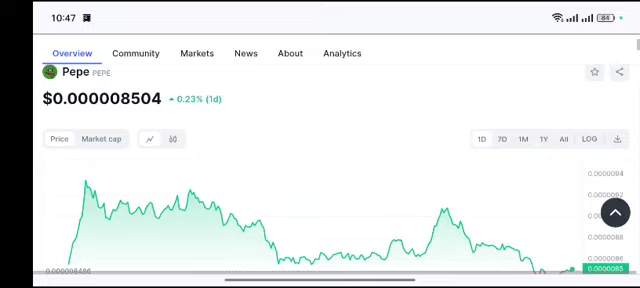 10:47
84
Overview Community Markets News About Analytics
Pepe PEPE
$0.000008504 0.23% (1d)
Price Market cap 1D 7D 1M 1Y All LOG
0.0000094
0.0000092
0.000009
0.0000088
0.0000086
0.0000085
0.000008486